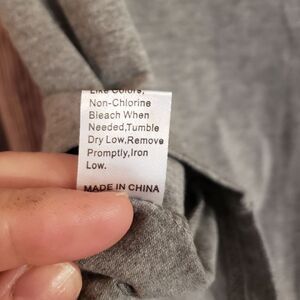 Like Colors,
Non-Chlorine
Bleach When
Needed,Tumble
Dry Low,Remove
Promptly,Iron
Low.
MADE IN CHINA